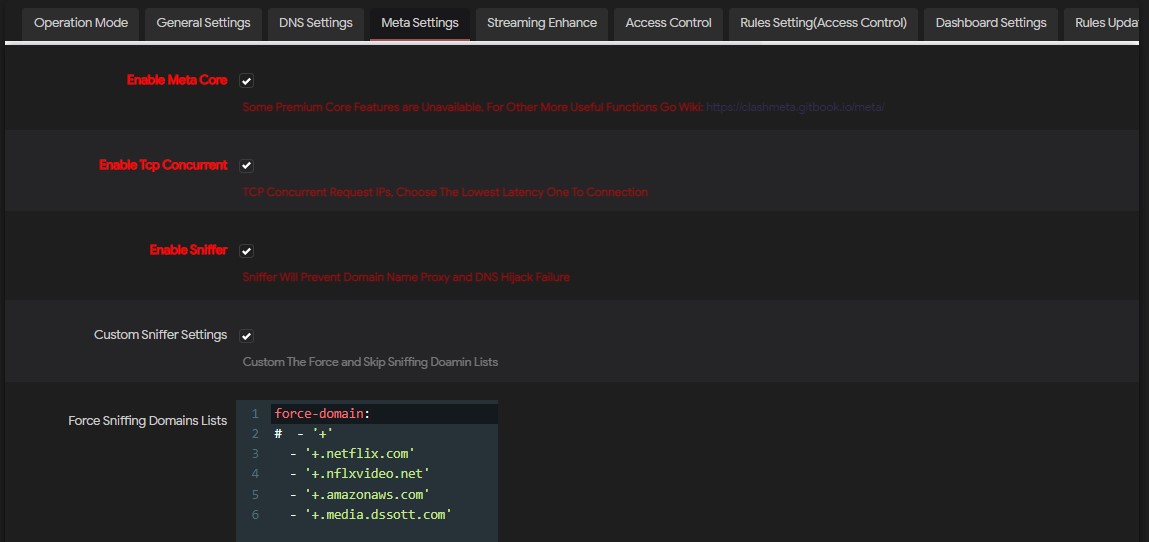 Operation Mode General Settings DNS Settings Meta Settings Streaming Enhance Access Control Rules Setting(Access Control) Dashboard Settings Rules Upda
Enable Meta Core
Some Premium Core Features are Unavailable, For Other More Useful Functions Go Wiki: https://clashmeta.gitbook.io/meta/
Enable Tcp Concurrent
TCP Concurrent Request IPs, Choose The Lowest Latency One To Connection
Enable Sniffer
Sniffer Will Prevent Domain Name Proxy and DNS Hijack Failure
Custom Sniffer Settings
Custom The Force and Skip Sniffing Doamin Lists
Force Sniffing Domains Lists
1 force-domain:
2 #  - '+'
3   - '+.netflix.com'
4   - '+.nflxvideo.net'
5   - '+.amazonaws.com'
6   - '+.media.dssott.com'